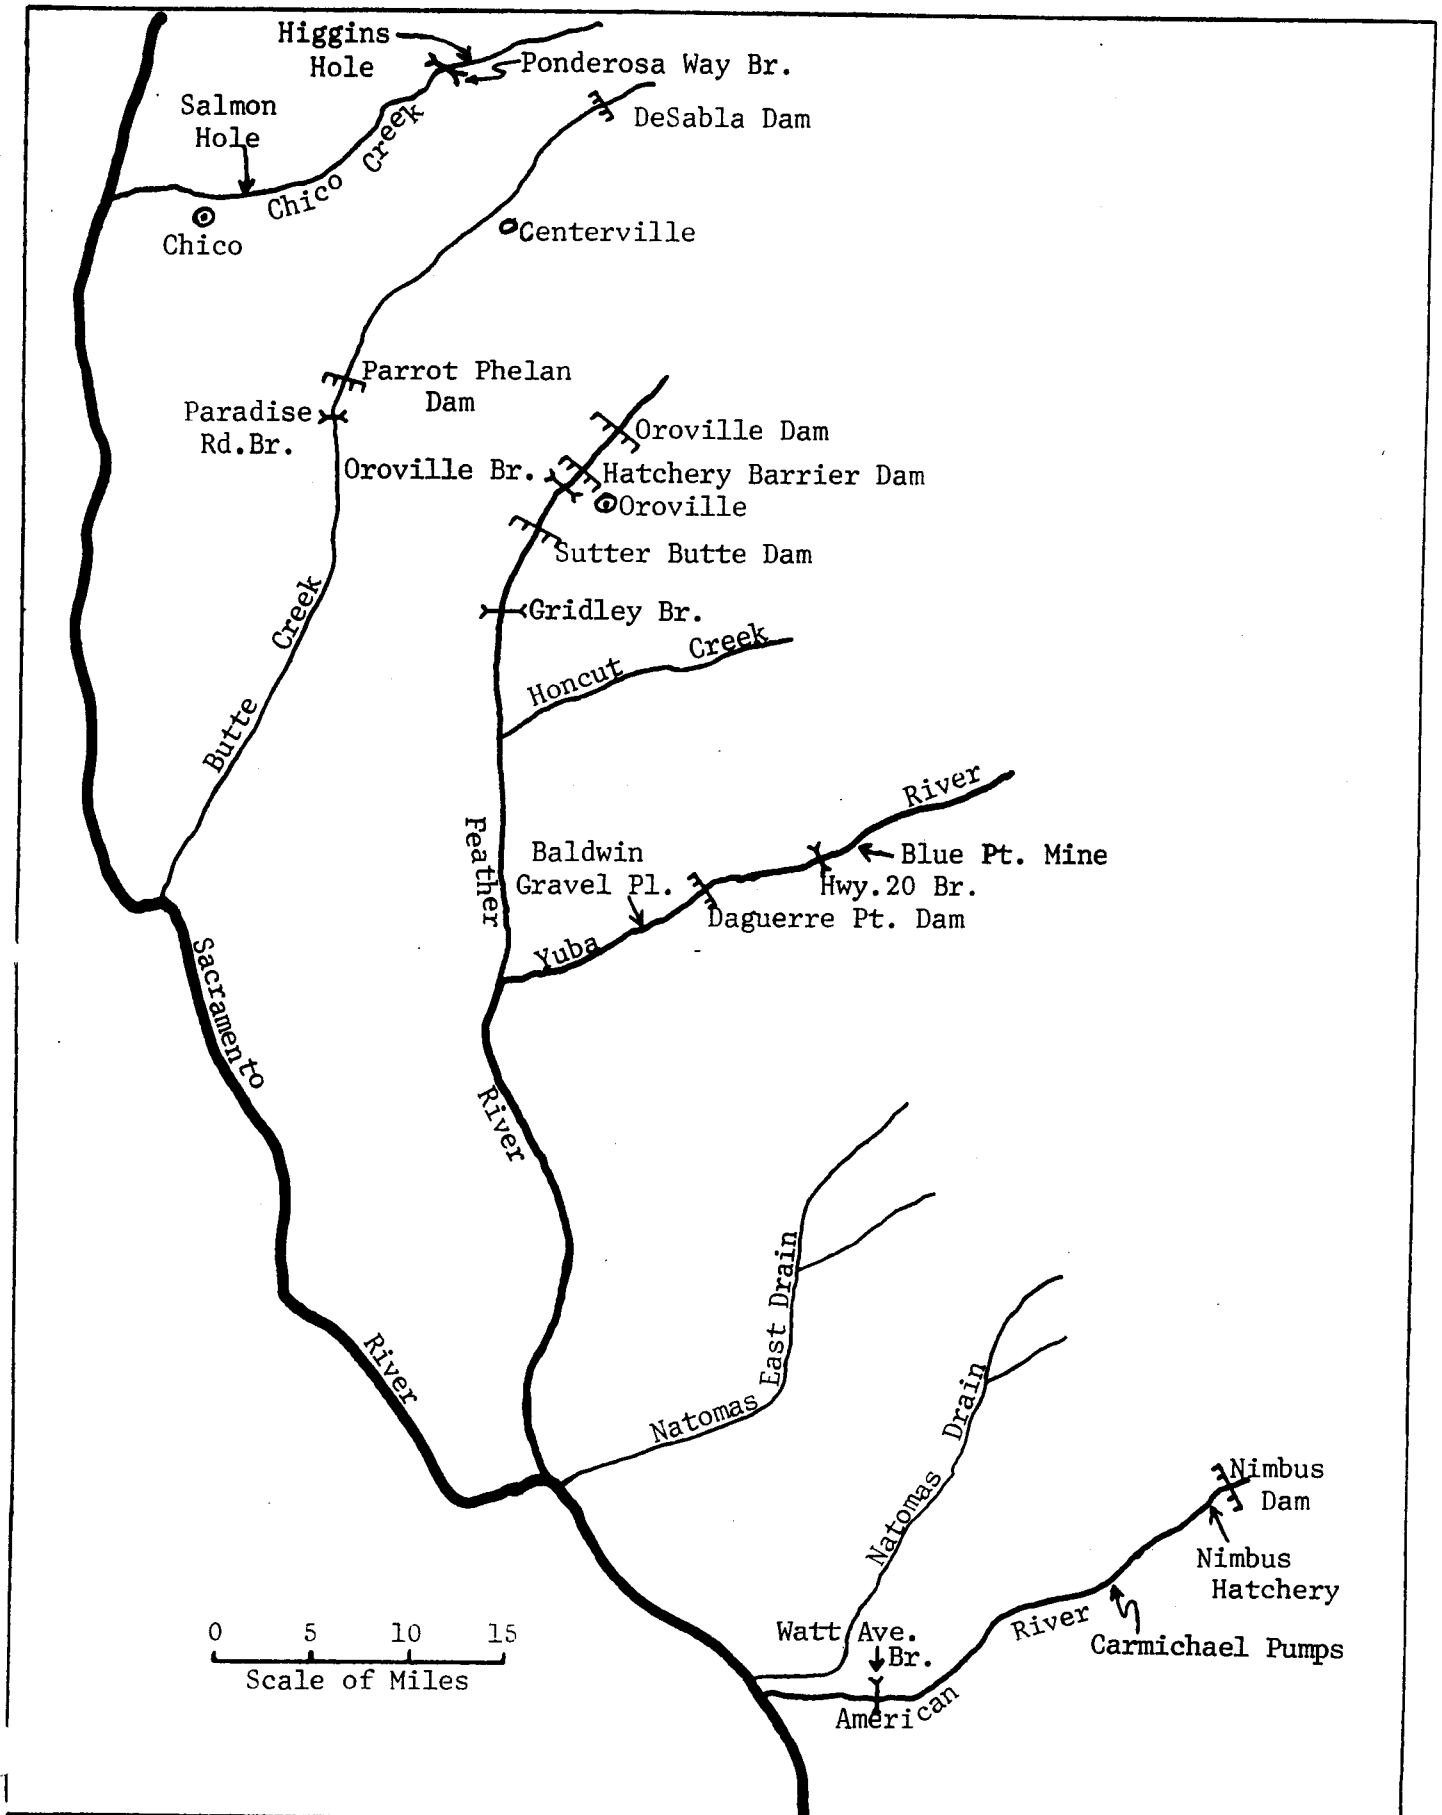 Higgins
Hole
Ponderosa Way Br.
Salmon
Hole
DeSabla Dam
Chico Creek
Chico
Centerville
Parrot Phelan
Dam
Paradise
Rd.Br.
Oroville Dam
Oroville Br.
Hatchery Barrier Dam
Oroville
Sutter Butte Dam
Gridley Br.
Butte Creek
Honcut Creek
Feather River
Yuba River
Baldwin
Gravel Pl.
Blue Pt. Mine
Hwy.20 Br.
Daguerre Pt. Dam
Sacramento River
Natomas East Drain
Natomas Drain
Nimbus
Dam
Nimbus
Hatchery
Carmichael Pumps
Watt Ave.
Br.
American River
0 5 10 15
Scale of Miles